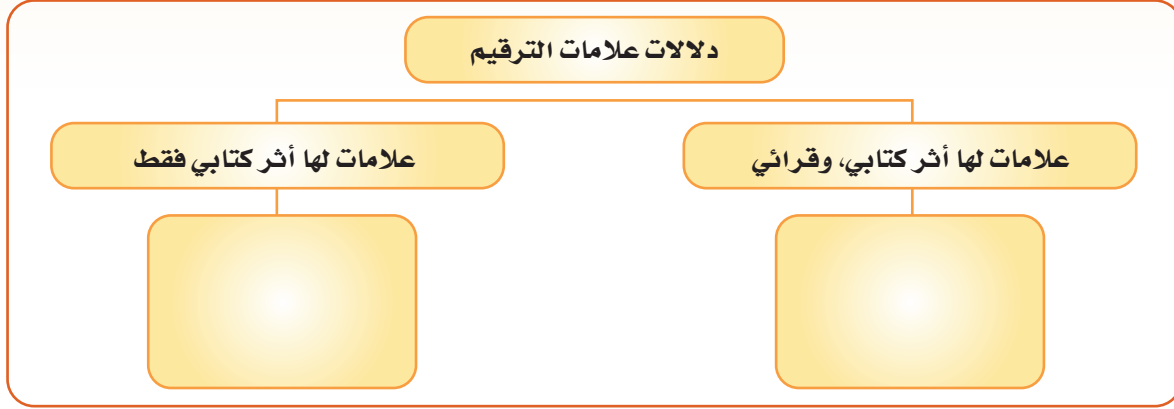 دلالات علامات الترقيم
علامات لها أثر كتابي، وقرائي
علامات لها أثر كتابي فقط